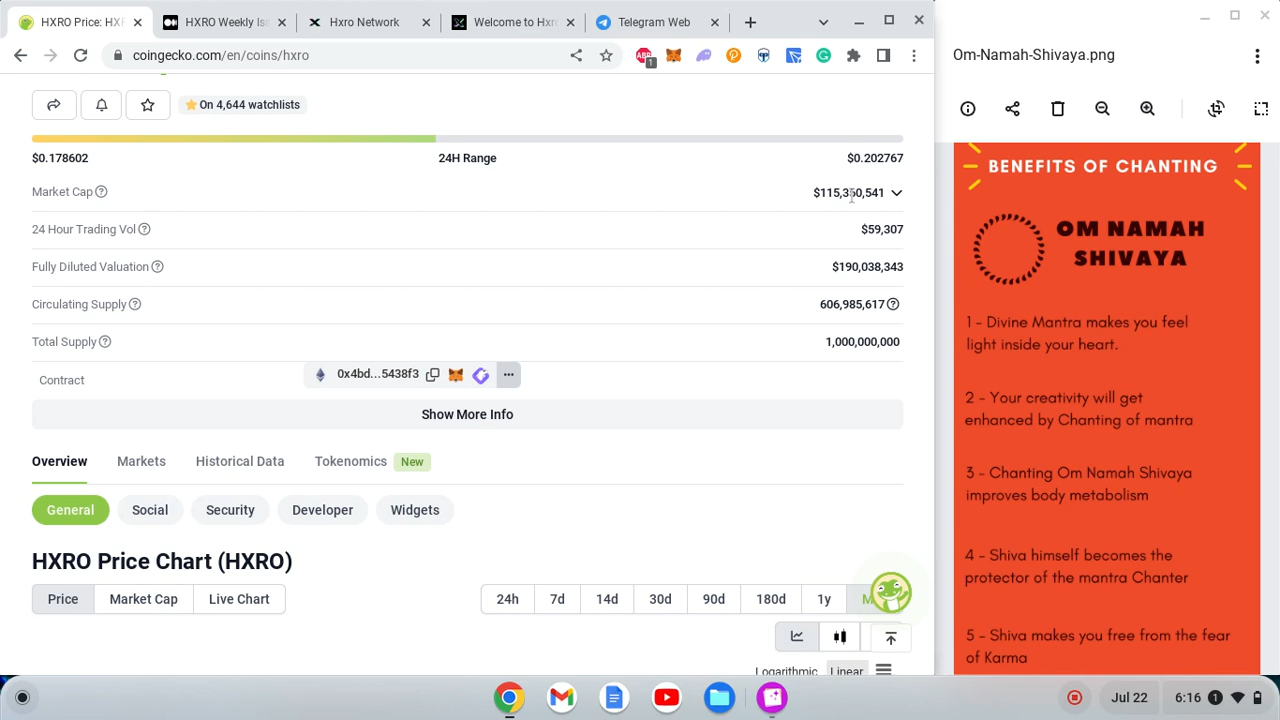 HXRO Price: HX
HXRO Weekly Is
Hxro Network
Welcome to Hxr
Telegram Web
coingecko.com/en/coins/hxro
1
On 4,644 watchlists
$0.178602 24H Range $0.202767
Market Cap
24 Hour Trading Vol $59,307
Fully Diluted Valuation $190,038,343
Circulating Supply 606,985,617
Total Supply 1,000,000,000
Contract 0x4bd...5438f3
Show More Info
Overview Markets Historical Data Tokenomics New
General Social Security Developer Widgets
HXRO Price Chart (HXRO)
Price Market Cap Live Chart 24h 7d 14d 30d 90d 180d 1y
Logarithmic Linear
Om-Namah-Shivaya.png
BENEFITS OF CHANTING
OM NAMAH
SHIVAYA
1 - Divine Mantra makes you feel
light inside your heart.
2 - Your creativity will get
enhanced by Chanting of mantra
3 - Chanting Om Namah Shivaya
improves body metabolism
4 - Shiva himself becomes the
protector of the mantra Chanter
5 - Shiva makes you free from the fear
of Karma
Jul 22 6:16 1